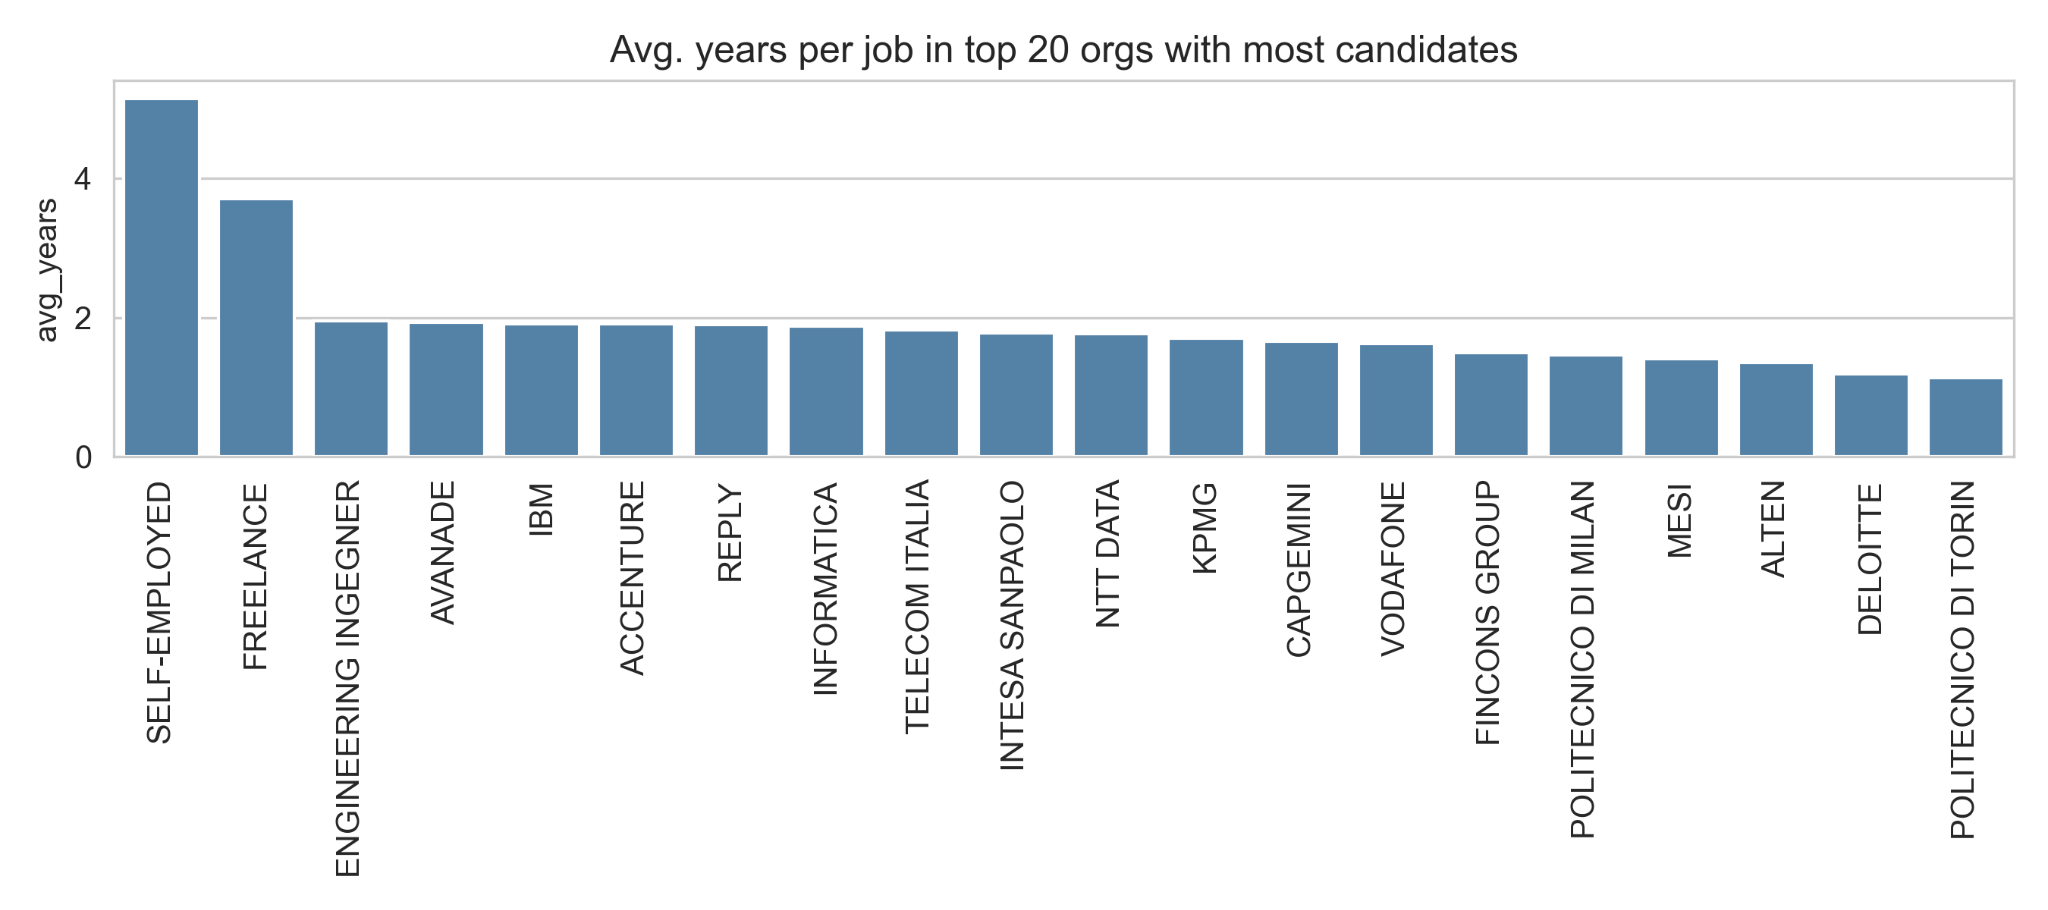 Avg. years per job in top 20 orgs with most candidates
avg_years
4
2
0
SELF-EMPLOYED
FREELANCE
ENGINEERING INGEGNER
AVANADE
IBM
ACCENTURE
REPLY
INFORMATICA
TELECOM ITALIA
INTESA SANPAOLO
NTT DATA
KPMG
CAPGEMINI
VODAFONE
FINCONS GROUP
POLITECNICO DI MILAN
MESI
ALTEN
DELOITTE
POLITECNICO DI TORIN